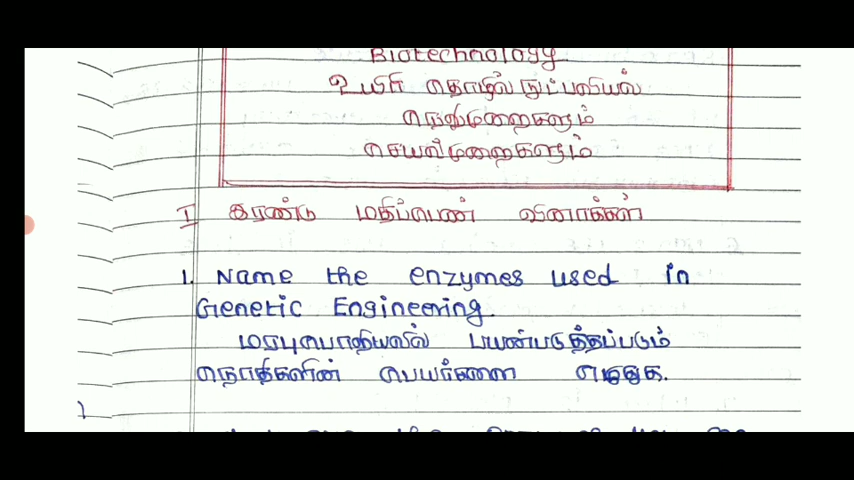 Biotechnology
உயிரி தொழில் நுட்பவியல்
நெறிமுறைகளும்
செயல்முறைகளும்
I இரண்டு மதிப்பெண் வினாக்கள்
1. Name the enzymes used in
Genetic Engineering.
மரபுபொறியியலில் பயன்படுத்தப்படும்
நொதிகளின் பெயர்களை எழுதுக.